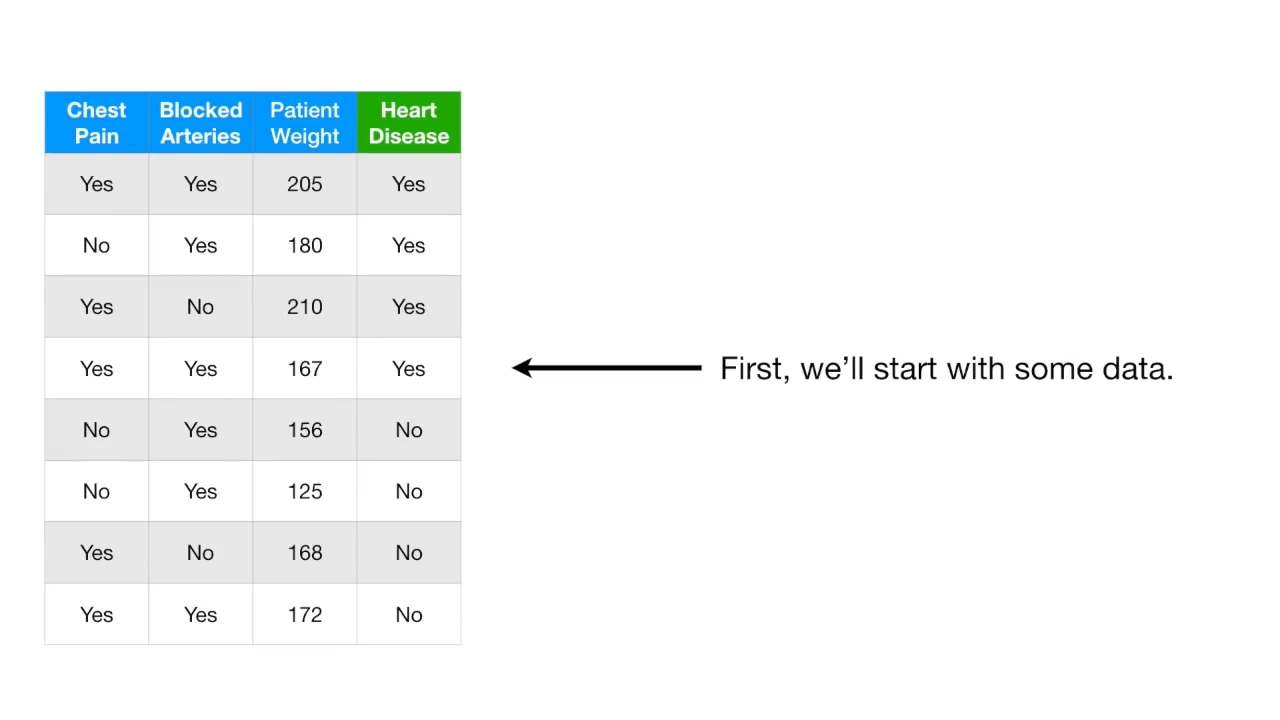 Chest Pain Blocked Arteries Patient Weight Heart Disease
Yes Yes 205 Yes
No Yes 180 Yes
Yes No 210 Yes
Yes Yes 167 Yes
No Yes 156 No
No Yes 125 No
Yes No 168 No
Yes Yes 172 No
First, we’ll start with some data.